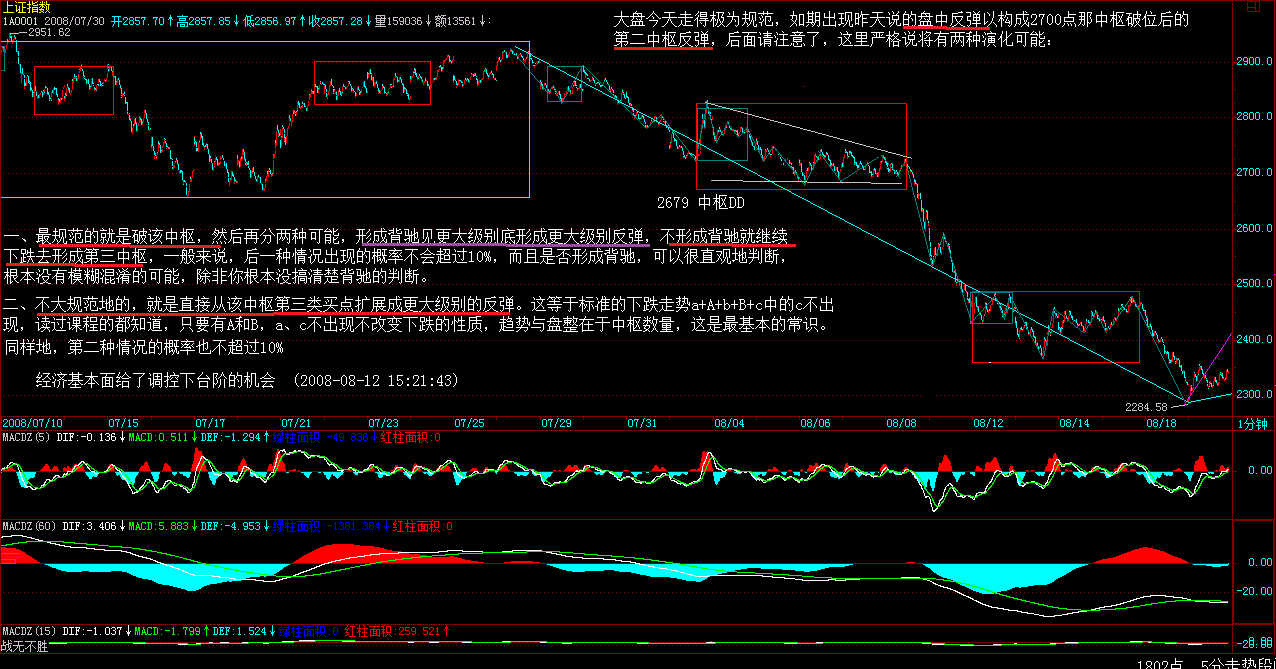 上证指数
1A0001 2008/07/30 开2857.70↑高2857.85↓低2856.97↑收2857.28↓量159036↓额13561↓:
2951.62
大盘今天走得极为规范，如期出现昨天说的盘中反弹以构成2700点那中枢破位后的
第二中枢反弹，后面请注意了，这里严格说将有两种演化可能：
2900.0
2800.0
2700.0
2679 中枢DD
2600.0
一、最规范的就是破该中枢，然后再分两种可能，形成背驰见更大级别底形成更大级别反弹，不形成背驰就继续
下跌去形成第三中枢，一般来说，后一种情况出现的概率不会超过10%，而且是否形成背驰，可以很直观地判断，
根本没有模糊混淆的可能，除非你根本没搞清楚背驰的判断。
2500.0
二、不大规范地的，就是直接从该中枢第三类买点扩展成更大级别的反弹。这等于标准的下跌走势a+A+b+B+c中的c不出
现，读过课程的都知道，只要有A和B，a、c不出现不改变下跌的性质，趋势与盘整在于中枢数量，这是最基本的常识。
同样地，第二种情况的概率也不超过10%
2400.0
经济基本面给了调控下台阶的机会 (2008-08-12 15:21:43)
2300.0
2284.58
2008/07/10 07/15 07/17 07/21 07/23 07/25 07/29 07/31 08/04 08/06 08/08 08/12 08/14 08/18 1分钟
MACDZ(5) DIF:-0.136↓MACD:0.511↓DEF:-1.294↑绿柱面积:-49.838↓红柱面积:0
0.00
MACDZ(60) DIF:3.406↓MACD:5.883↓DEF:-4.953↓绿柱面积:-1381.384↓红柱面积:0
0.00
-20.00
MACDZ(15) DIF:-1.037↓MACD:-1.799↑DEF:1.524↓绿柱面积:0 红柱面积:259.521↑
战无不胜
1802点 5分走势段